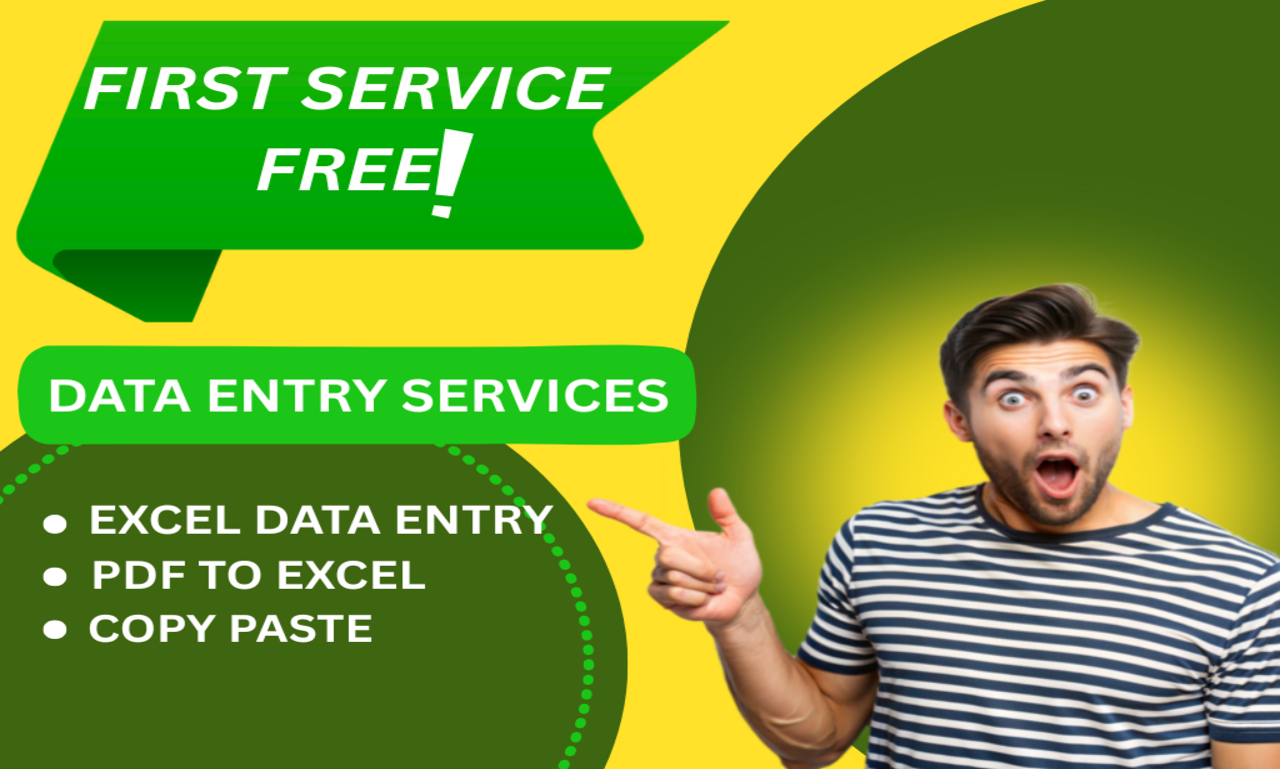 FIRST SERVICE
FREE!
DATA ENTRY SERVICES
• EXCEL DATA ENTRY
• PDF TO EXCEL
• COPY PASTE